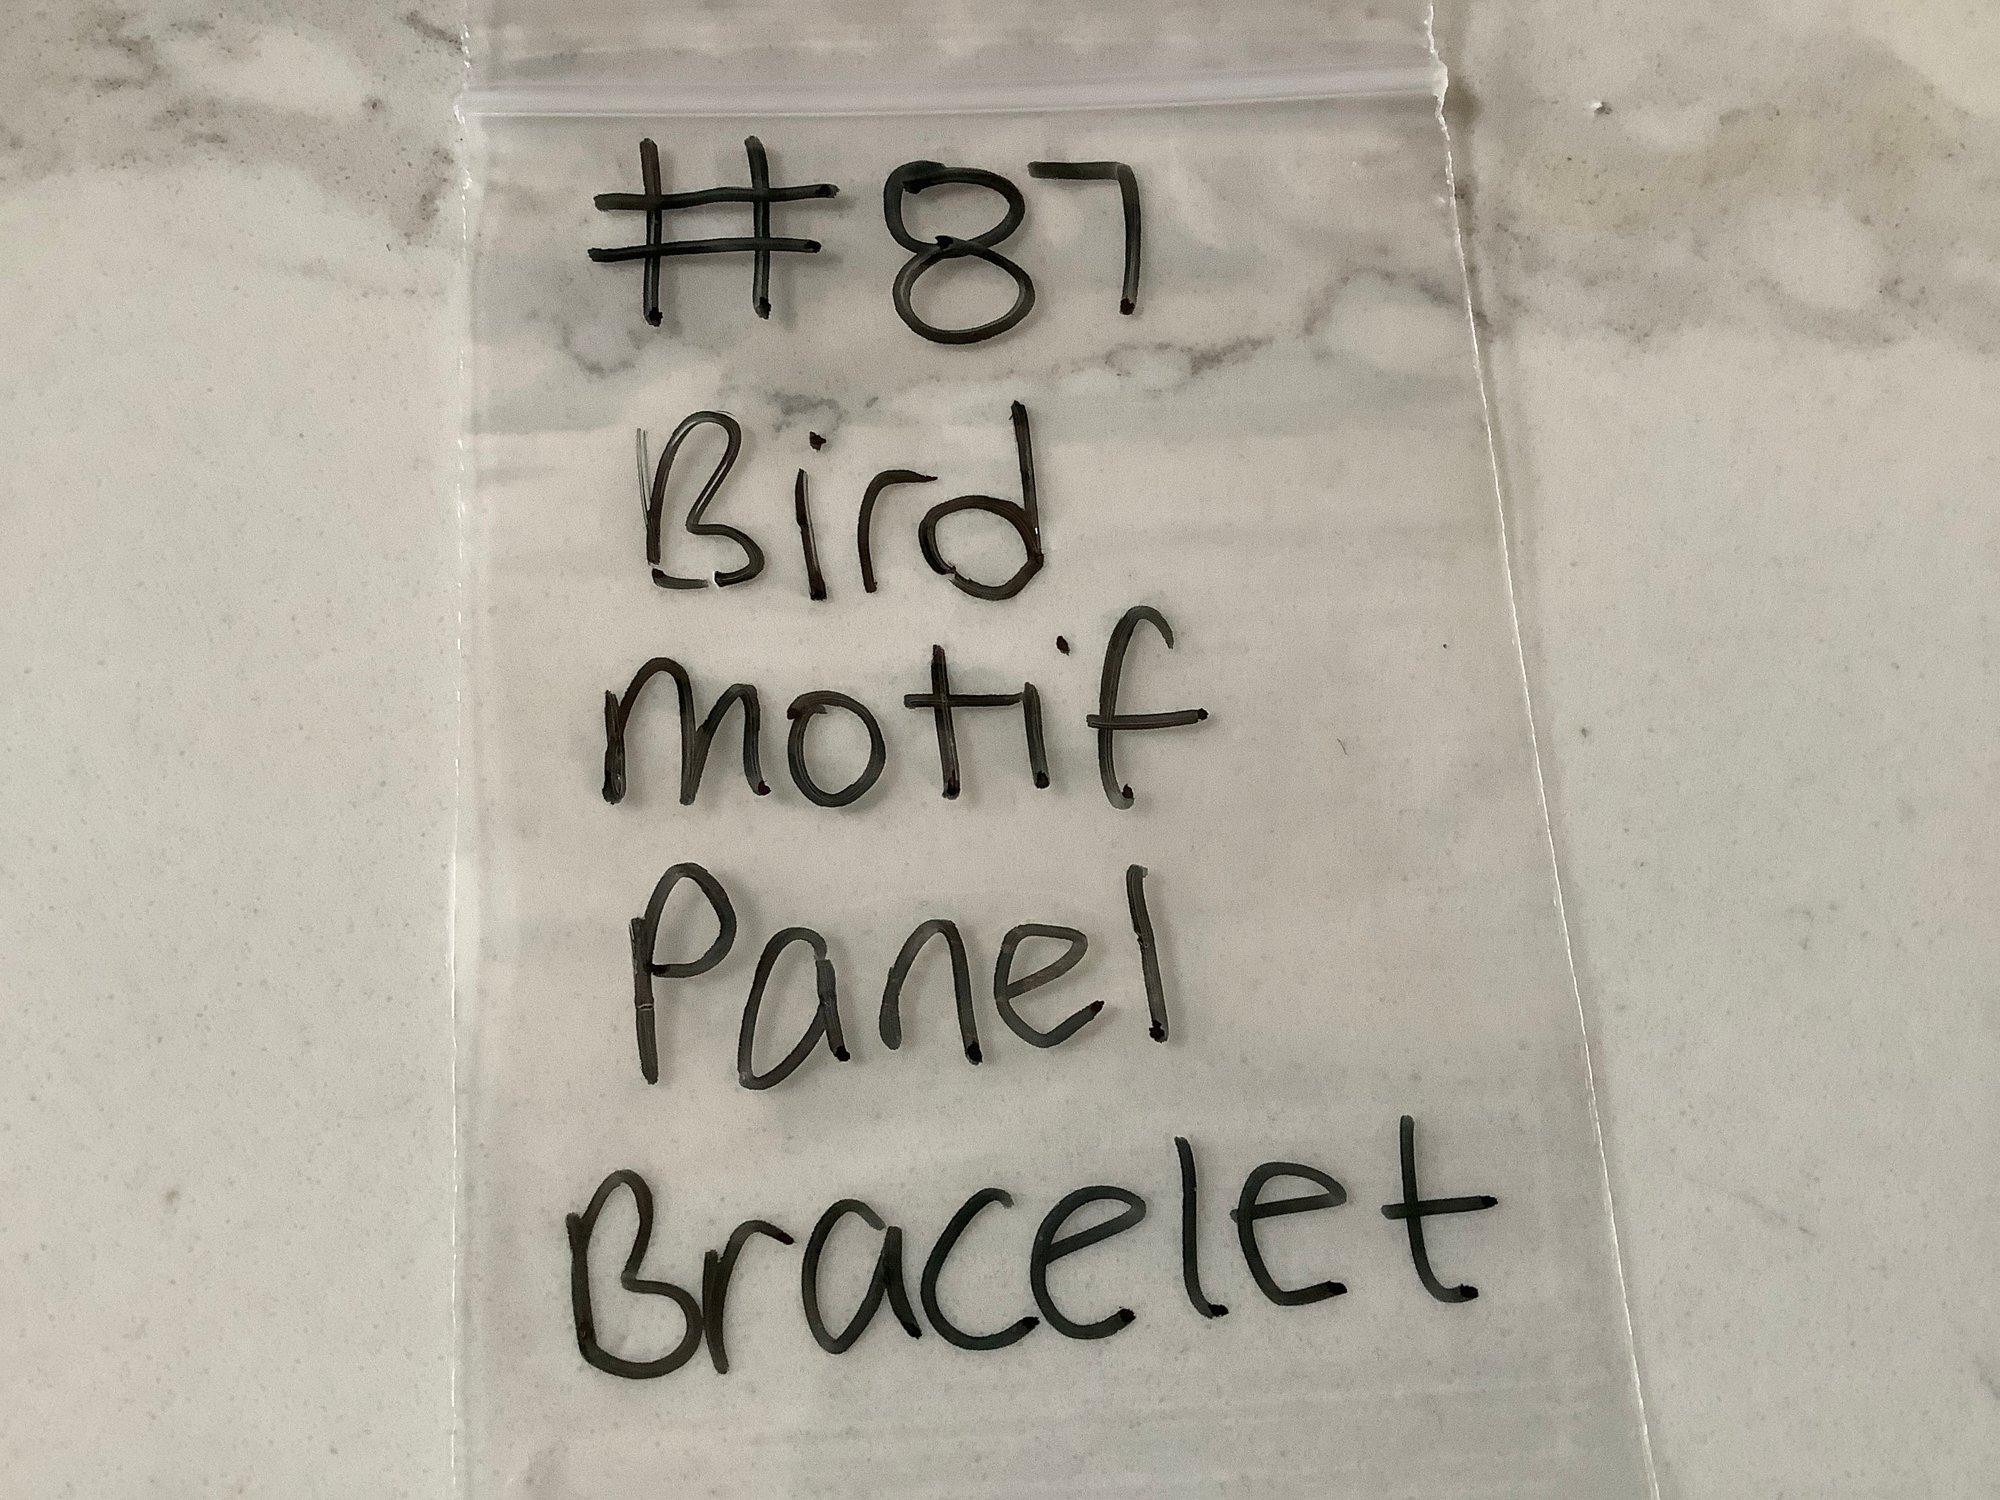 #87
Bird
motif
Panel
Bracelet